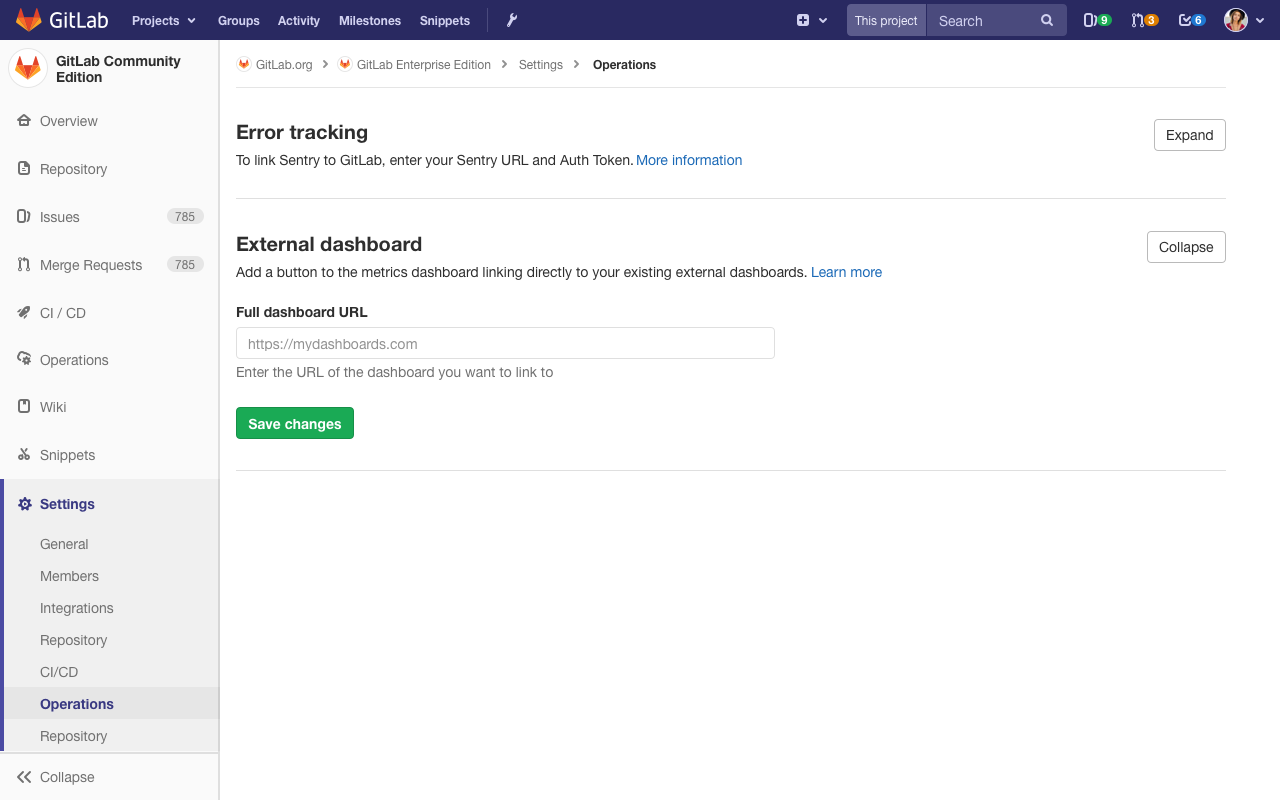 GitLab Projects Groups Activity Milestones Snippets This project Search 9 3 6
GitLab Community
Edition
Overview
Repository
Issues 785
Merge Requests 785
CI / CD
Operations
Wiki
Snippets
Settings
General
Members
Integrations
Repository
CI/CD
Operations
Repository
Collapse
GitLab.org GitLab Enterprise Edition Settings Operations
Error tracking
Expand
To link Sentry to GitLab, enter your Sentry URL and Auth Token. More information
External dashboard
Collapse
Add a button to the metrics dashboard linking directly to your existing external dashboards. Learn more
Full dashboard URL
https://mydashboards.com
Enter the URL of the dashboard you want to link to
Save changes